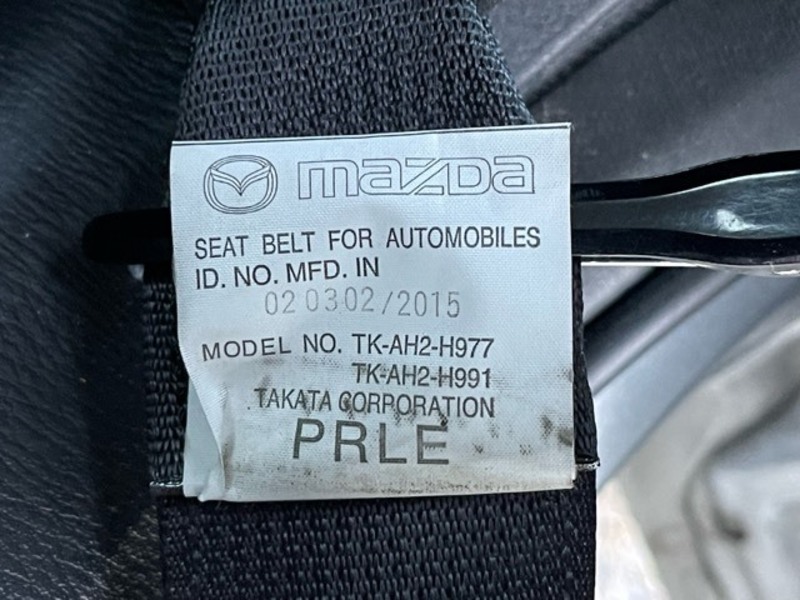 mazda
SEAT BELT FOR AUTOMOBILES
ID. NO. MFD. IN
02 0302/2015
MODEL NO. TK-AH2-H977
TK-AH2-H991
TAKATA CORPORATION
PRLE